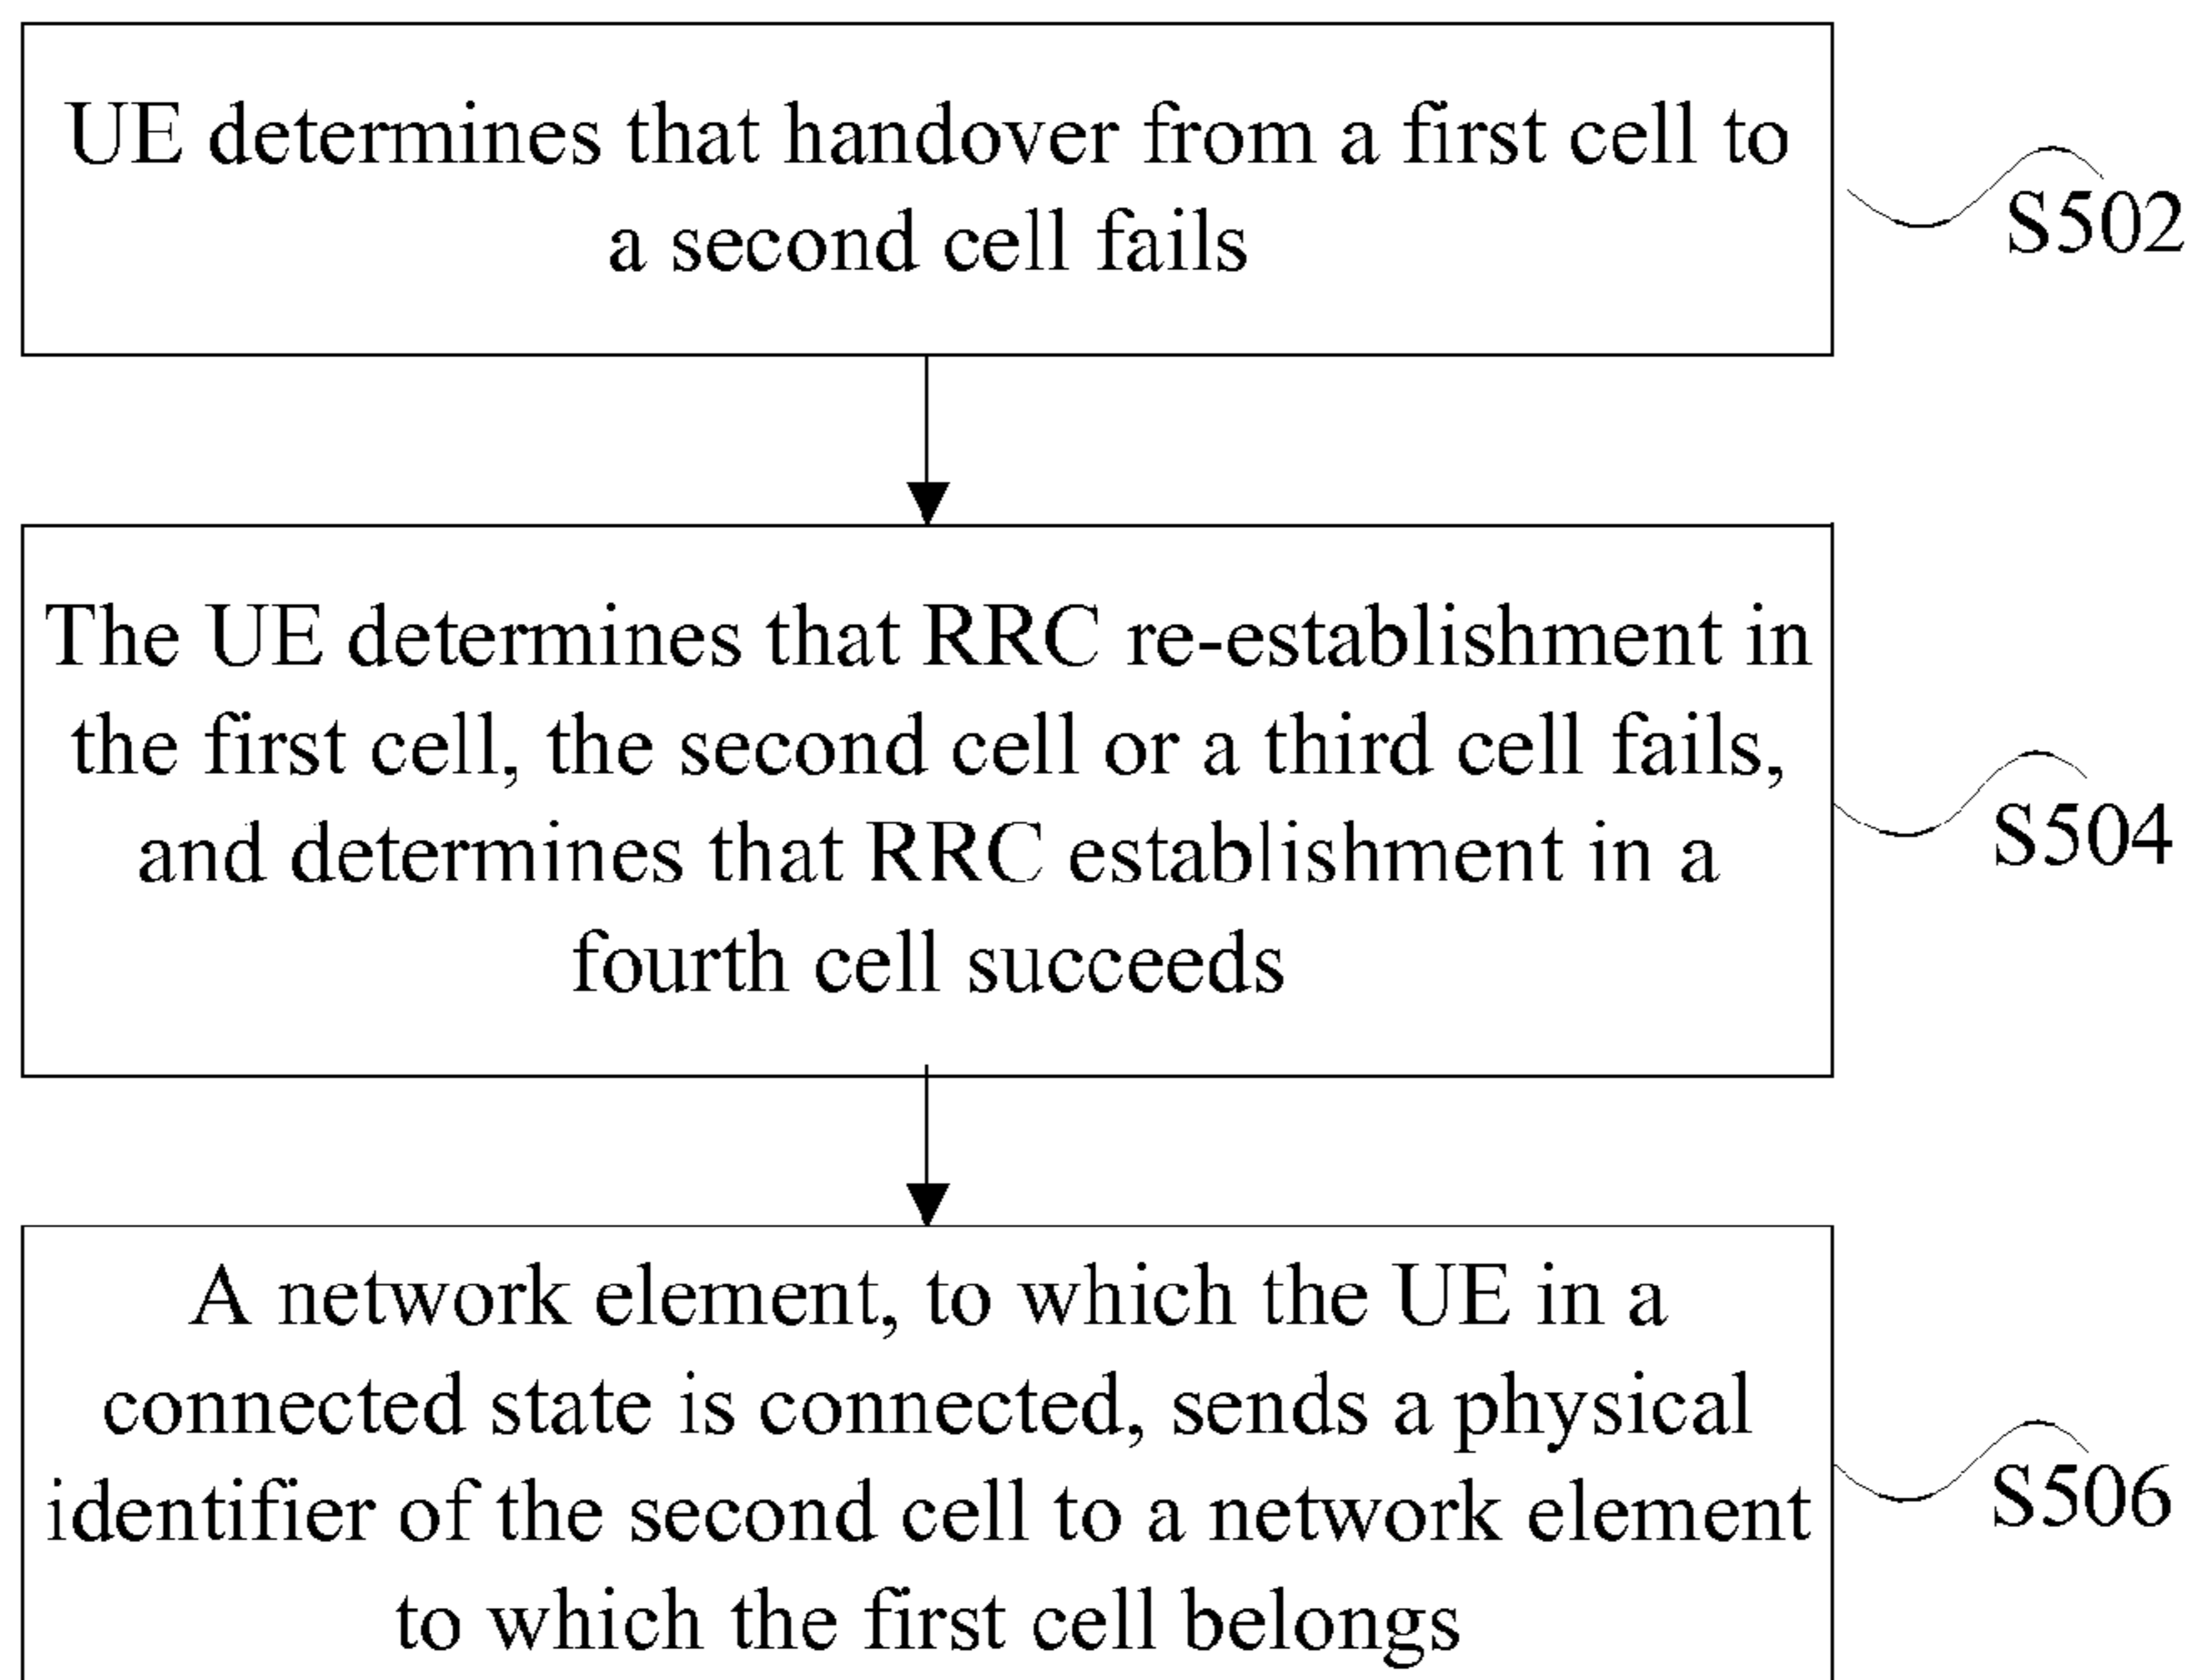 UE determines that handover from a first cell to
a second cell fails
S502
The UE determines that RRC re-establishment in
the first cell, the second cell or a third cell fails,
and determines that RRC establishment in a
fourth cell succeeds
S504
A network element, to which the UE in a
connected state is connected, sends a physical
identifier of the second cell to a network element
to which the first cell belongs
S506